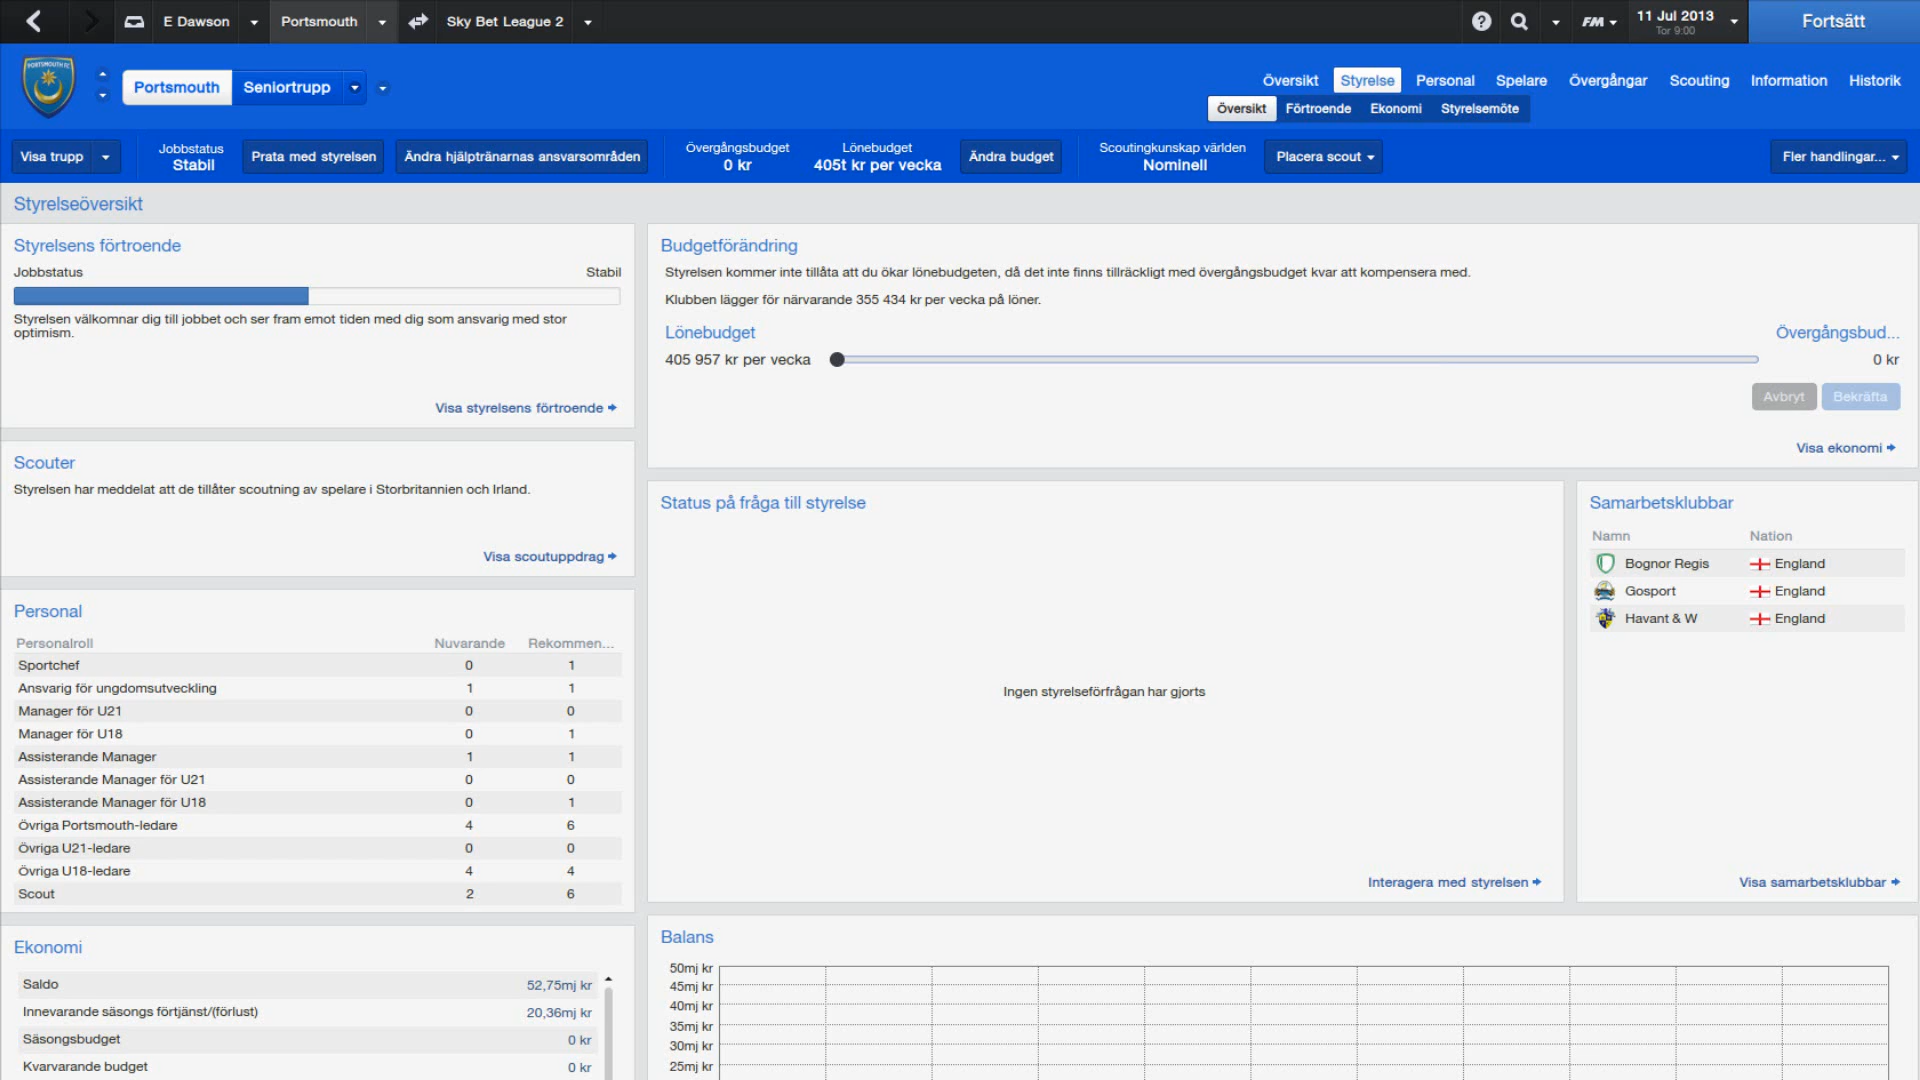 E Dawson
Portsmouth
Sky Bet League 2
FM
11 Jul 2013
Tor 9:00
Fortsätt
PORTSMOUTH FC
Portsmouth
Seniortrupp
Översikt
Styrelse
Personal
Spelare
Övergångar
Scouting
Information
Historik
Översikt
Förtroende
Ekonomi
Styrelsemöte
Visa trupp
Jobbstatus
Stabil
Prata med styrelsen
Ändra hjälptränarnas ansvarsområden
Övergångsbudget
0 kr
Lönebudget
405t kr per vecka
Ändra budget
Scoutingkunskap världen
Nominell
Placera scout
Fler handlingar...
Styrelseöversikt
Styrelsens förtroende
Jobbstatus Stabil
Styrelsen välkomnar dig till jobbet och ser fram emot tiden med dig som ansvarig med stor
optimism.
Visa styrelsens förtroende
Scouter
Styrelsen har meddelat att de tillåter scoutning av spelare i Storbritannien och Irland.
Visa scoutuppdrag
Personal
Personalroll Nuvarande Rekommen...
Sportchef 0 1
Ansvarig för ungdomsutveckling 1 1
Manager för U21 0 0
Manager för U18 0 1
Assisterande Manager 1 1
Assisterande Manager för U21 0 0
Assisterande Manager för U18 0 1
Övriga Portsmouth-ledare 4 6
Övriga U21-ledare 0 0
Övriga U18-ledare 4 4
Scout 2 6
Ekonomi
Saldo 52,75mj kr
Innevarande säsongs förtjänst/(förlust) 20,36mj kr
Säsongsbudget 0 kr
Kvarvarande budget 0 kr
Budgetförändring
Styrelsen kommer inte tillåta att du ökar lönebudgeten, då det inte finns tillräckligt med övergångsbudget kvar att kompensera med.
Klubben lägger för närvarande 355 434 kr per vecka på löner.
Lönebudget Övergångsbud...
405 957 kr per vecka 0 kr
Avbryt Bekräfta
Visa ekonomi
Status på fråga till styrelse
Ingen styrelseförfrågan har gjorts
Interagera med styrelsen
Samarbetsklubbar
Namn Nation
Bognor Regis England
Gosport England
Havant & W England
Visa samarbetsklubbar
Balans
50mj kr
45mj kr
40mj kr
35mj kr
30mj kr
25mj kr